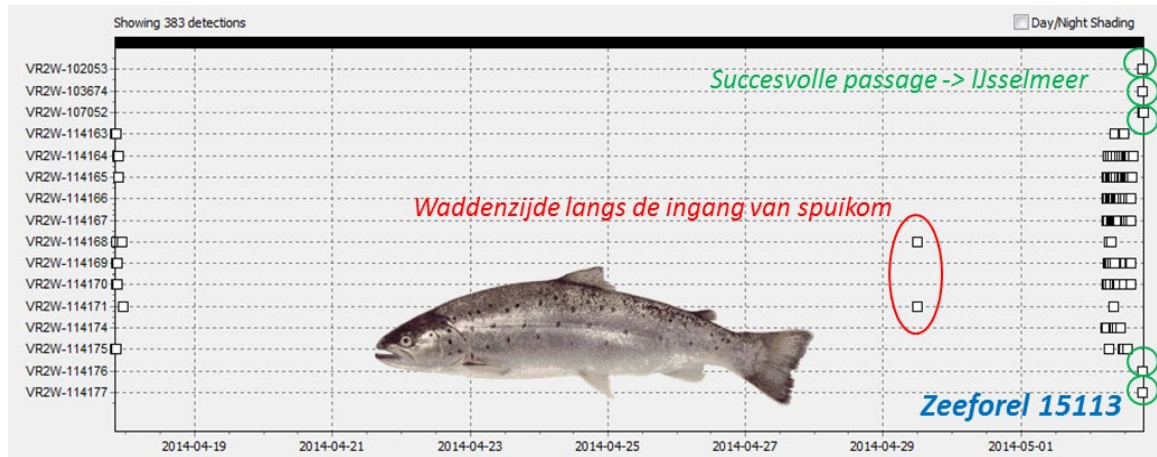 Showing 383 detections
Day/Night Shading
VR2W-102053
VR2W-103674
VR2W-107052
VR2W-114163
VR2W-114164
VR2W-114165
VR2W-114166
VR2W-114167
VR2W-114168
VR2W-114169
VR2W-114170
VR2W-114171
VR2W-114174
VR2W-114175
VR2W-114176
VR2W-114177
Succesvolle passage -> IJsselmeer
Waddenzijde langs de ingang van spuikom
Zeeforel 15113
2014-04-19
2014-04-21
2014-04-23
2014-04-25
2014-04-27
2014-04-29
2014-05-01